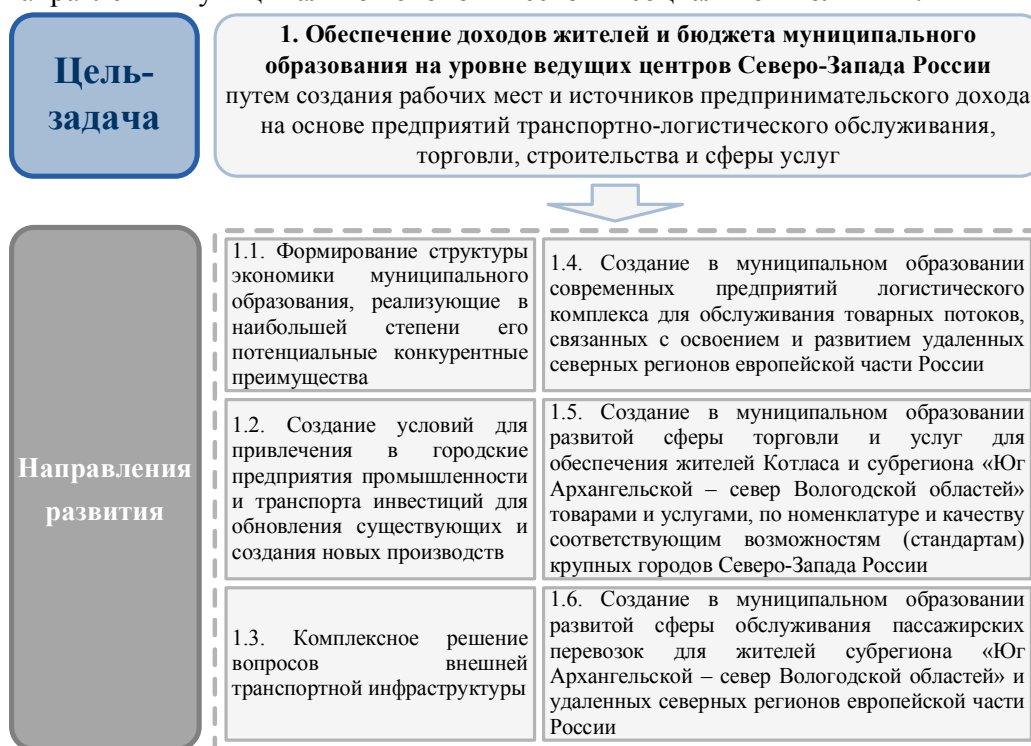 Цель-
задача
1. Обеспечение доходов жителей и бюджета муниципального
образования на уровне ведущих центров Северо-Запада России
путем создания рабочих мест и источников предпринимательского дохода
на основе предприятий транспортно-логистического обслуживания,
торговли, строительства и сферы услуг
Направления
развития
1.1. Формирование структуры
экономики муниципального
образования, реализующие в
наибольшей степени его
потенциальные конкурентные
преимущества
1.4. Создание в муниципальном образовании
современных предприятий логистического
комплекса для обслуживания товарных потоков,
связанных с освоением и развитием удаленных
северных регионов европейской части России
1.2. Создание условий для
привлечения в городские
предприятия промышленности
и транспорта инвестиций для
обновления существующих и
создания новых производств
1.5. Создание в муниципальном образовании
развитой сферы торговли и услуг для
обеспечения жителей Котласа и субрегиона «Юг
Архангельской – север Вологодской областей»
товарами и услугами, по номенклатуре и качеству
соответствующим возможностям (стандартам)
крупных городов Северо-Запада России
1.3. Комплексное решение
вопросов внешней
транспортной инфраструктуры
1.6. Создание в муниципальном образовании
развитой сферы обслуживания пассажирских
перевозок для жителей субрегиона «Юг
Архангельской – север Вологодской областей» и
удаленных северных регионов европейской части
России